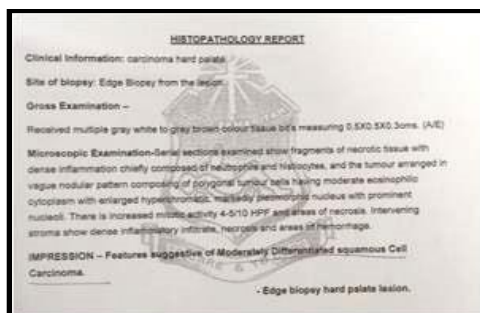 HISTOPATHOLOGY REPORT
Clinical Information: carcinoma hard palate.
Site of biopsy: Edge Biopsy from the lesion.
Gross Examination –
Received multiple gray white to gray brown colour tissue bits measuring 0.5X0.5X0.3cms. (A/E)
Microscopic Examination-Serial sections examined show fragments of necrotic tissue with
dense inflammation chiefly composed of neutrophils and histiocytes, and the tumour arranged in
vague nodular pattern composing of polygonal tumour cells having moderate eosinophilic
cytoplasm with enlarged hyperchromatic, markedly pleomorphic nucleus with prominent
nucleoli. There is increased mitotic activity 4-5/10 HPF and areas of necrosis. Intervening
stroma show dense inflammatory infiltrate, necrosis and areas of hemorrhage.
IMPRESSION – Features suggestive of Moderately Differentiated squamous Cell
Carcinoma.
- Edge biopsy hard palate lesion.